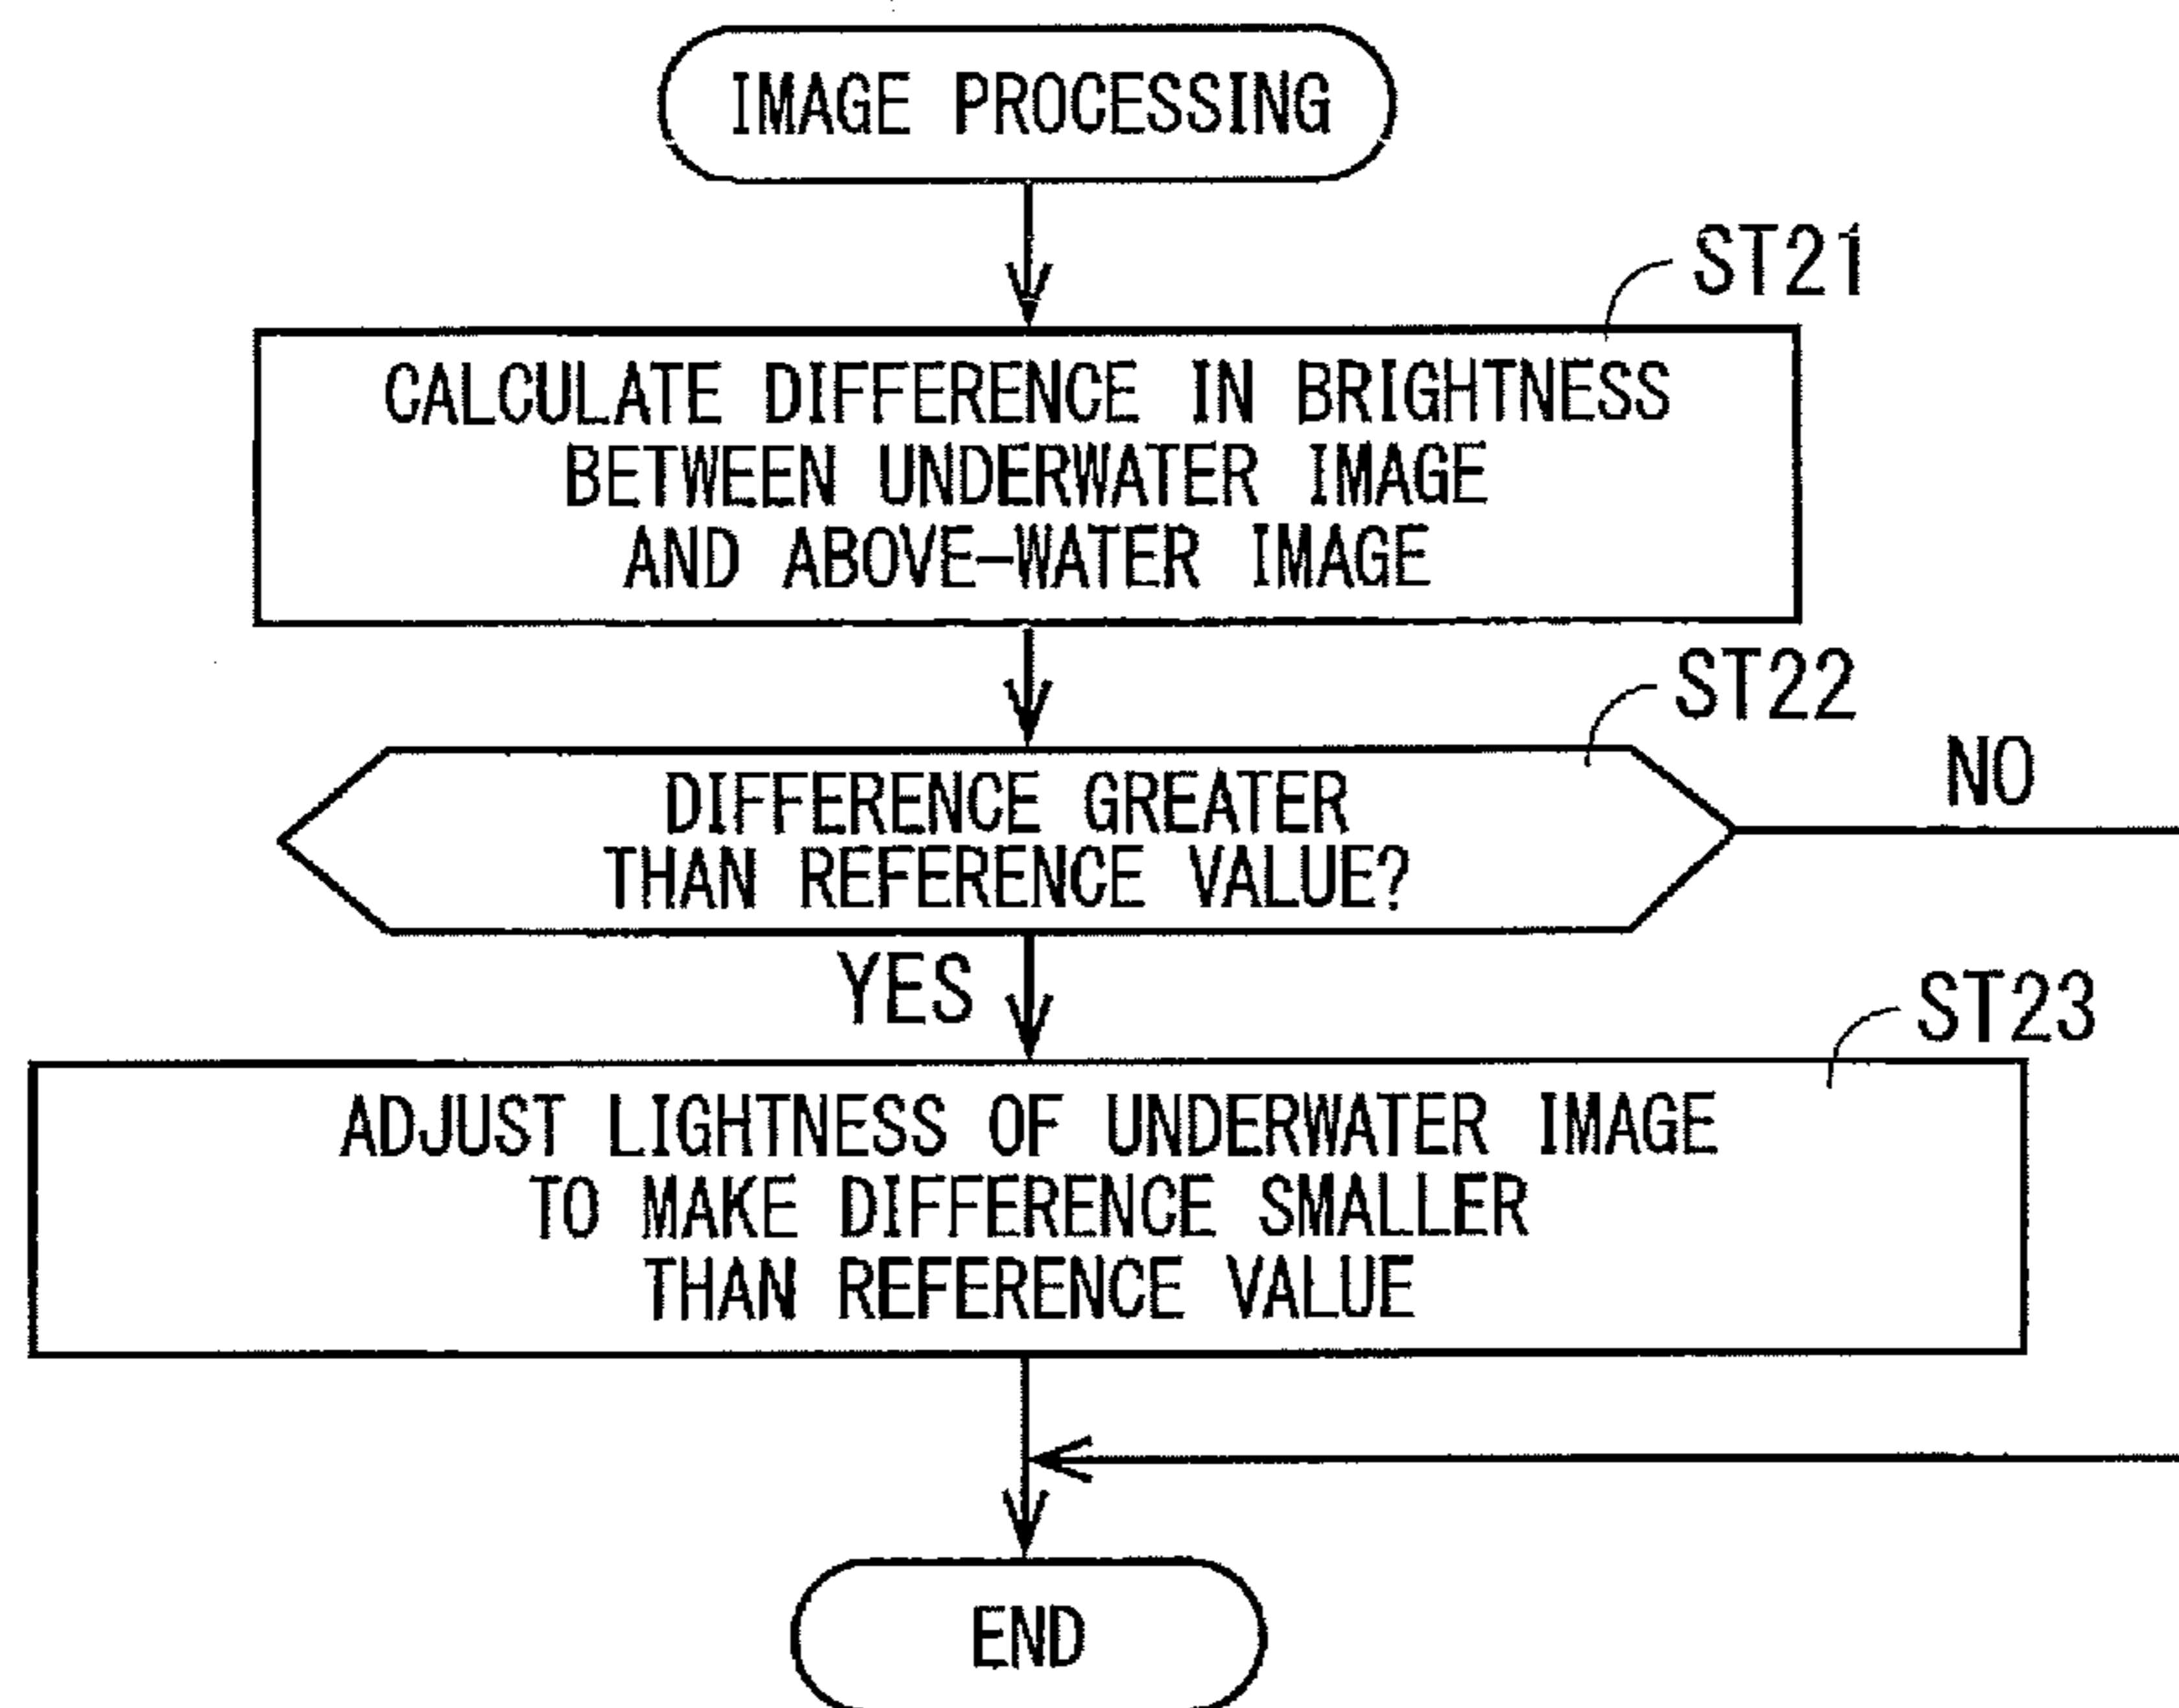 IMAGE PROCESSING
ST21
CALCULATE DIFFERENCE IN BRIGHTNESS
BETWEEN UNDERWATER IMAGE
AND ABOVE-WATER IMAGE
ST22
DIFFERENCE GREATER
THAN REFERENCE VALUE?
NO
YES
ST23
ADJUST LIGHTNESS OF UNDERWATER IMAGE
TO MAKE DIFFERENCE SMALLER
THAN REFERENCE VALUE
END